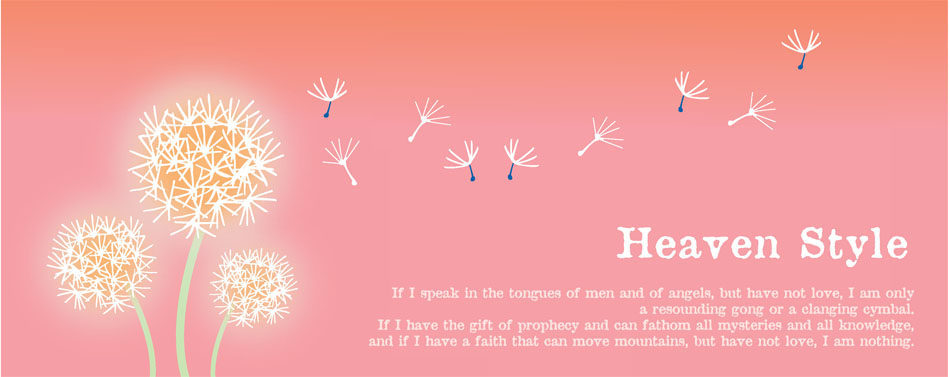 Heaven Style
If I speak in the tongues of men and of angels, but have not love, I am only
a resounding gong or a clanging cymbal.
If I have the gift of prophecy and can fathom all mysteries and all knowledge,
and if I have a faith that can move mountains, but have not love, I am nothing.